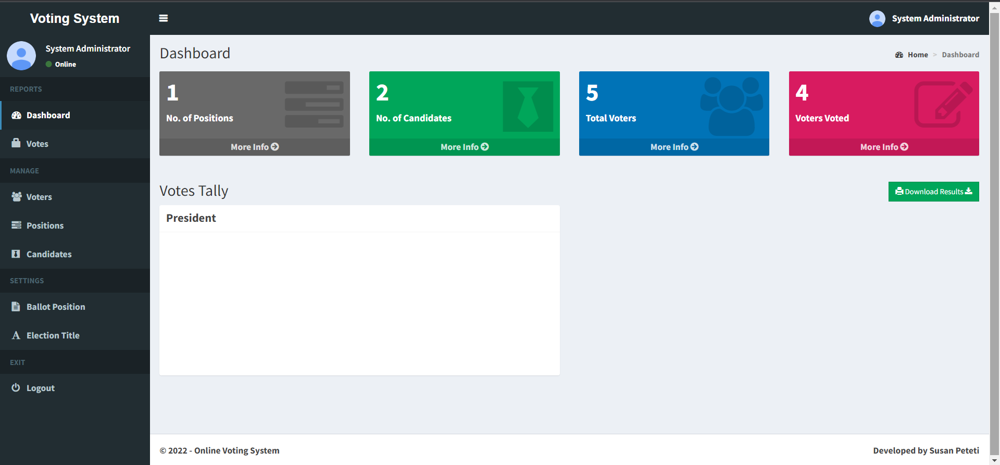 Voting System
System Administrator
System Administrator
Online
REPORTS
Dashboard
Votes
MANAGE
Voters
Positions
Candidates
SETTINGS
Ballot Position
Election Title
EXIT
Logout
Dashboard
Home > Dashboard
1
No. of Positions
More Info
2
No. of Candidates
More Info
5
Total Voters
More Info
4
Voters Voted
More Info
Votes Tally
Download Results
President
© 2022 - Online Voting System
Developed by Susan Peteti